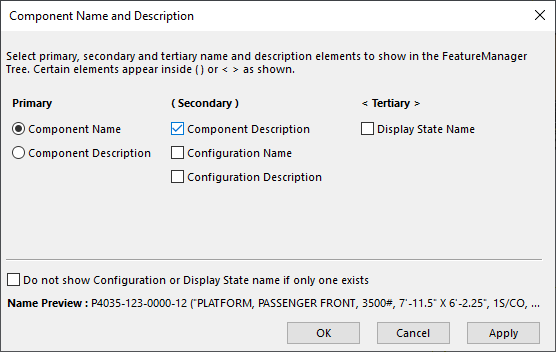 Component Name and Description
Select primary, secondary and tertiary name and description elements to show in the FeatureManager
Tree. Certain elements appear inside ( ) or < > as shown.
Primary ( Secondary ) < Tertiary >
Component Name Component Description Display State Name
Component Description Configuration Name
Configuration Description
Do not show Configuration or Display State name if only one exists
Name Preview : P4035-123-0000-12 ("PLATFORM, PASSENGER FRONT, 3500#, 7'-11.5" X 6'-2.25", 1S/CO, ...
OK Cancel Apply